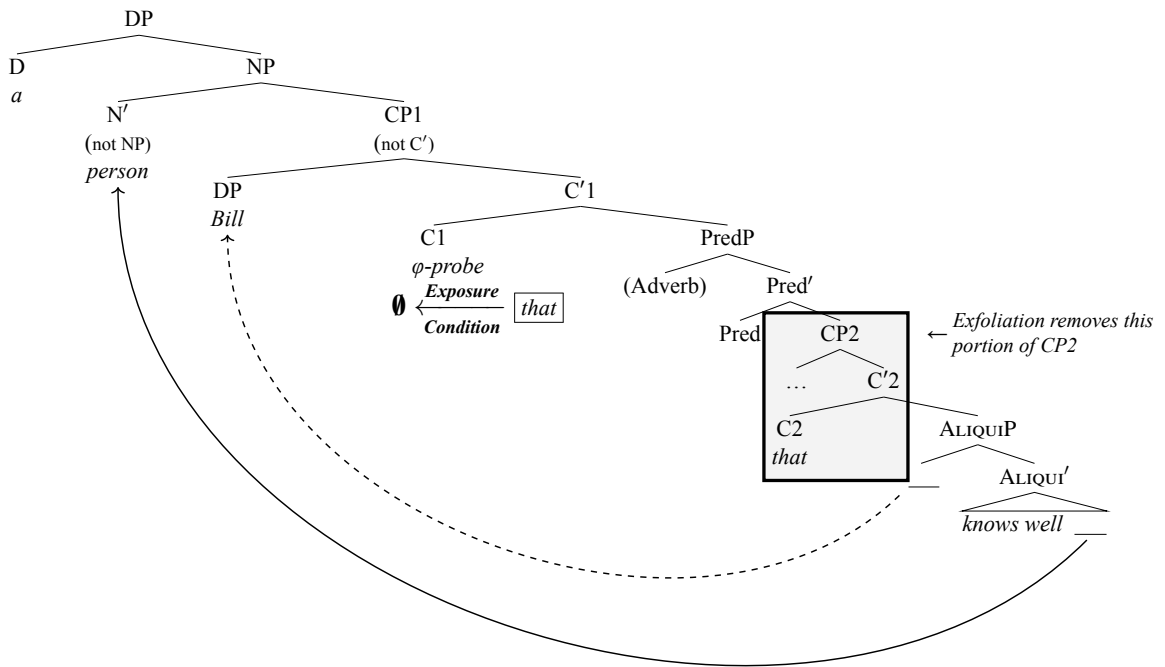 DP
D
NP
a
N′
CP1
(not NP)
(not C′)
person
DP
C′1
Bill
C1
PredP
φ-probe
(Adverb)
Pred′
∅ Exposure that
Condition
Pred
CP2
← Exfoliation removes this
portion of CP2
…
C′2
C2
ALIQUIP
that
ALIQUI′
knows well